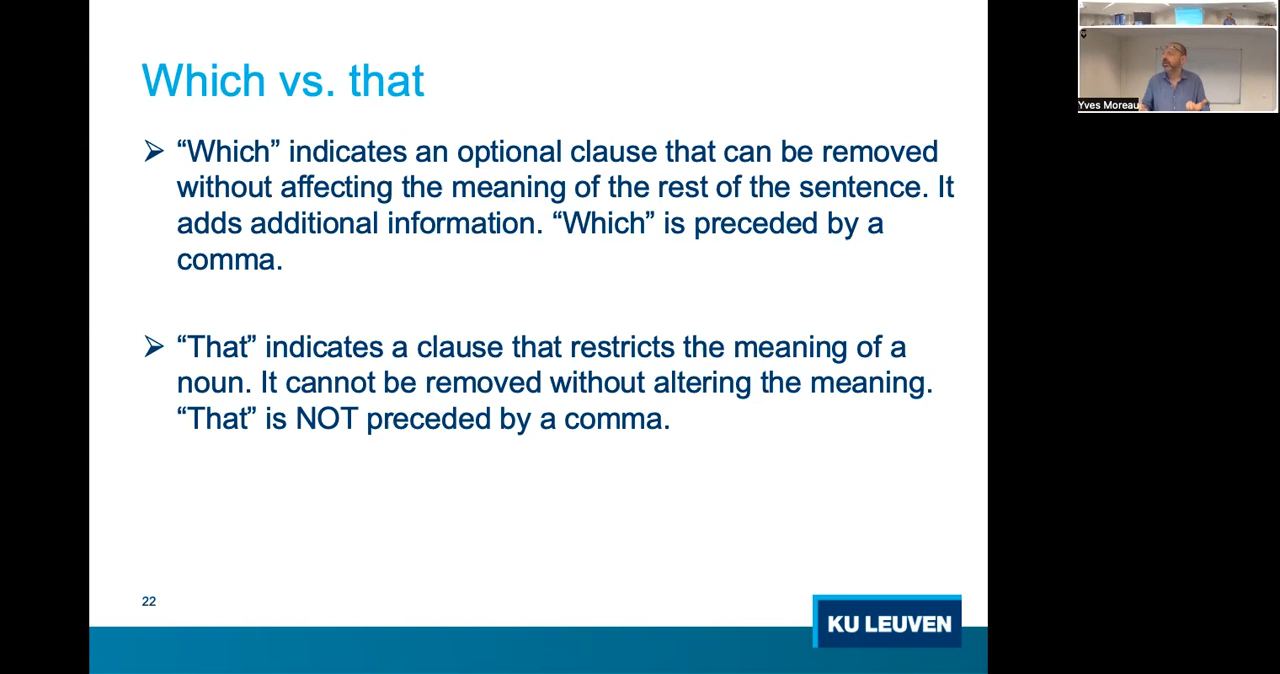 Which vs. that
“Which” indicates an optional clause that can be removed
without affecting the meaning of the rest of the sentence. It
adds additional information. “Which” is preceded by a
comma.
“That” indicates a clause that restricts the meaning of a
noun. It cannot be removed without altering the meaning.
“That” is NOT preceded by a comma.
22
KU LEUVEN
Yves Moreau